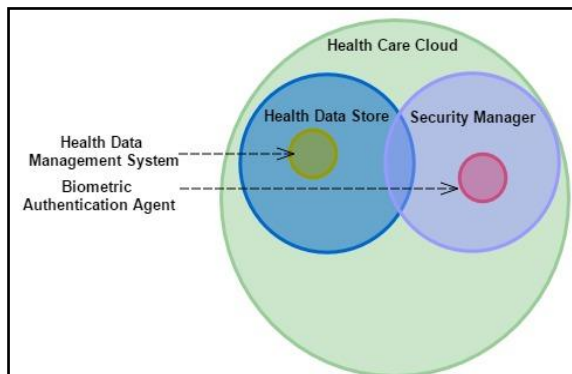 Health Care Cloud
Health Data Store
Security Manager
Health Data
Management System
Biometric
Authentication Agent